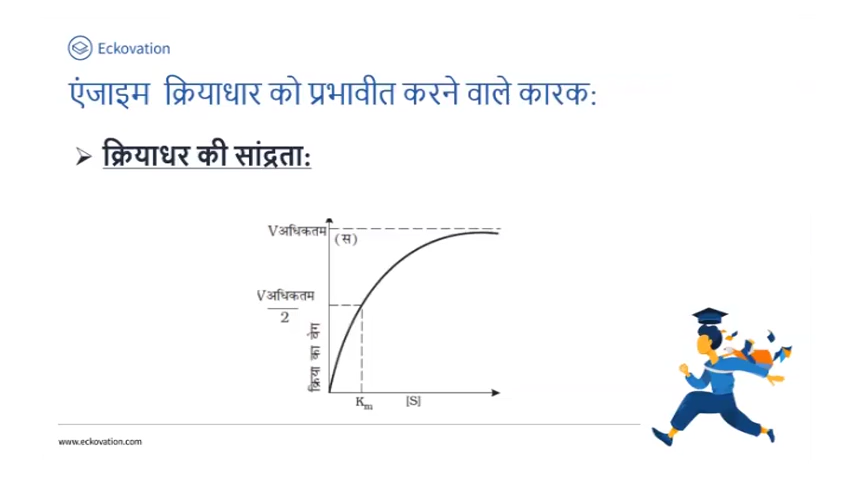 Eckovation
एंजाइम क्रियाधार को प्रभावीत करने वाले कारक:
➢ क्रियाधर की सांद्रता:
Vअधिकतम
(स)
Vअधिकतम
2
क्रिया का वेग
Km
[S]
www.eckovation.com